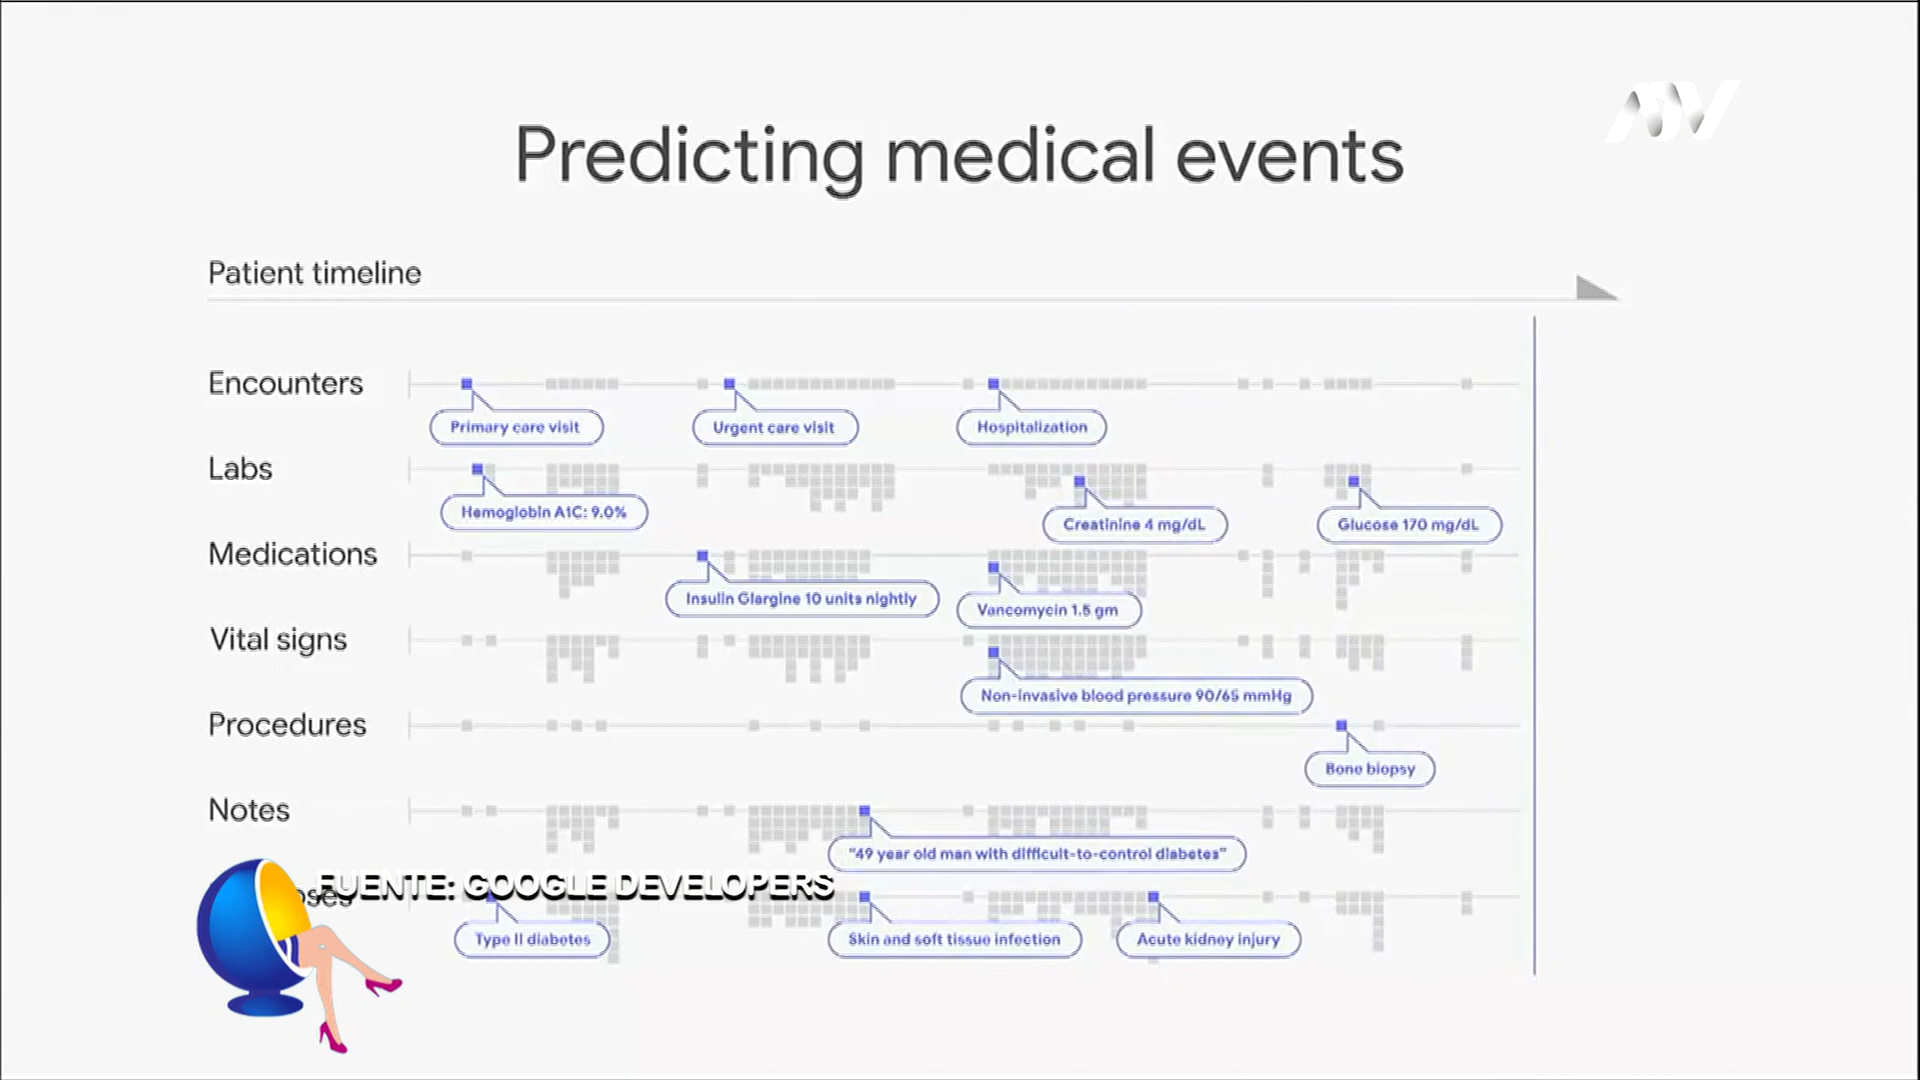 Predicting medical events
Patient timeline
Encounters
Primary care visit
Urgent care visit
Hospitalization
Labs
Hemoglobin A1C: 9.0%
Creatinine 4 mg/dL
Glucose 170 mg/dL
Medications
Insulin Glargine 10 units nightly
Vancomycin 1.5 gm
Vital signs
Non-invasive blood pressure 90/65 mmHg
Procedures
Bone biopsy
Notes
"49 year old man with difficult-to-control diabetes"
FUENTE: GOOGLE DEVELOPERS
Type II diabetes
Skin and soft tissue infection
Acute kidney injury